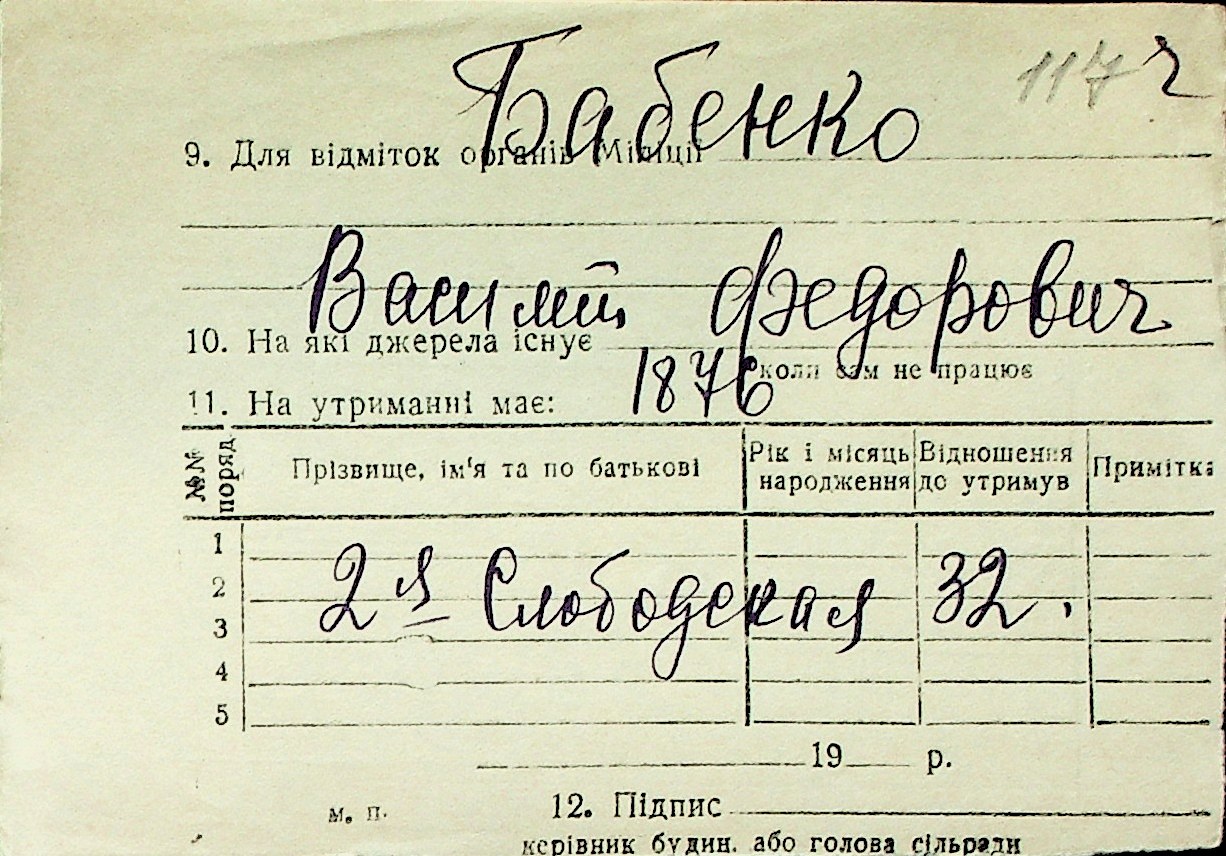 Бабенко 117 ч
9. Для відміток органів Міліції
Василий Федорович
10. На які джерела існує
коли сам не працює
1876
11. На утриманні має:
№№ поряд. Прізвище, ім'я та по батькові Рік і місяць народження Відношення до утримув Примітка
1
2
2я Слободская 32.
3
4
5
19 р.
м. п. 12. Підпис
керівник будин. або голова сільради